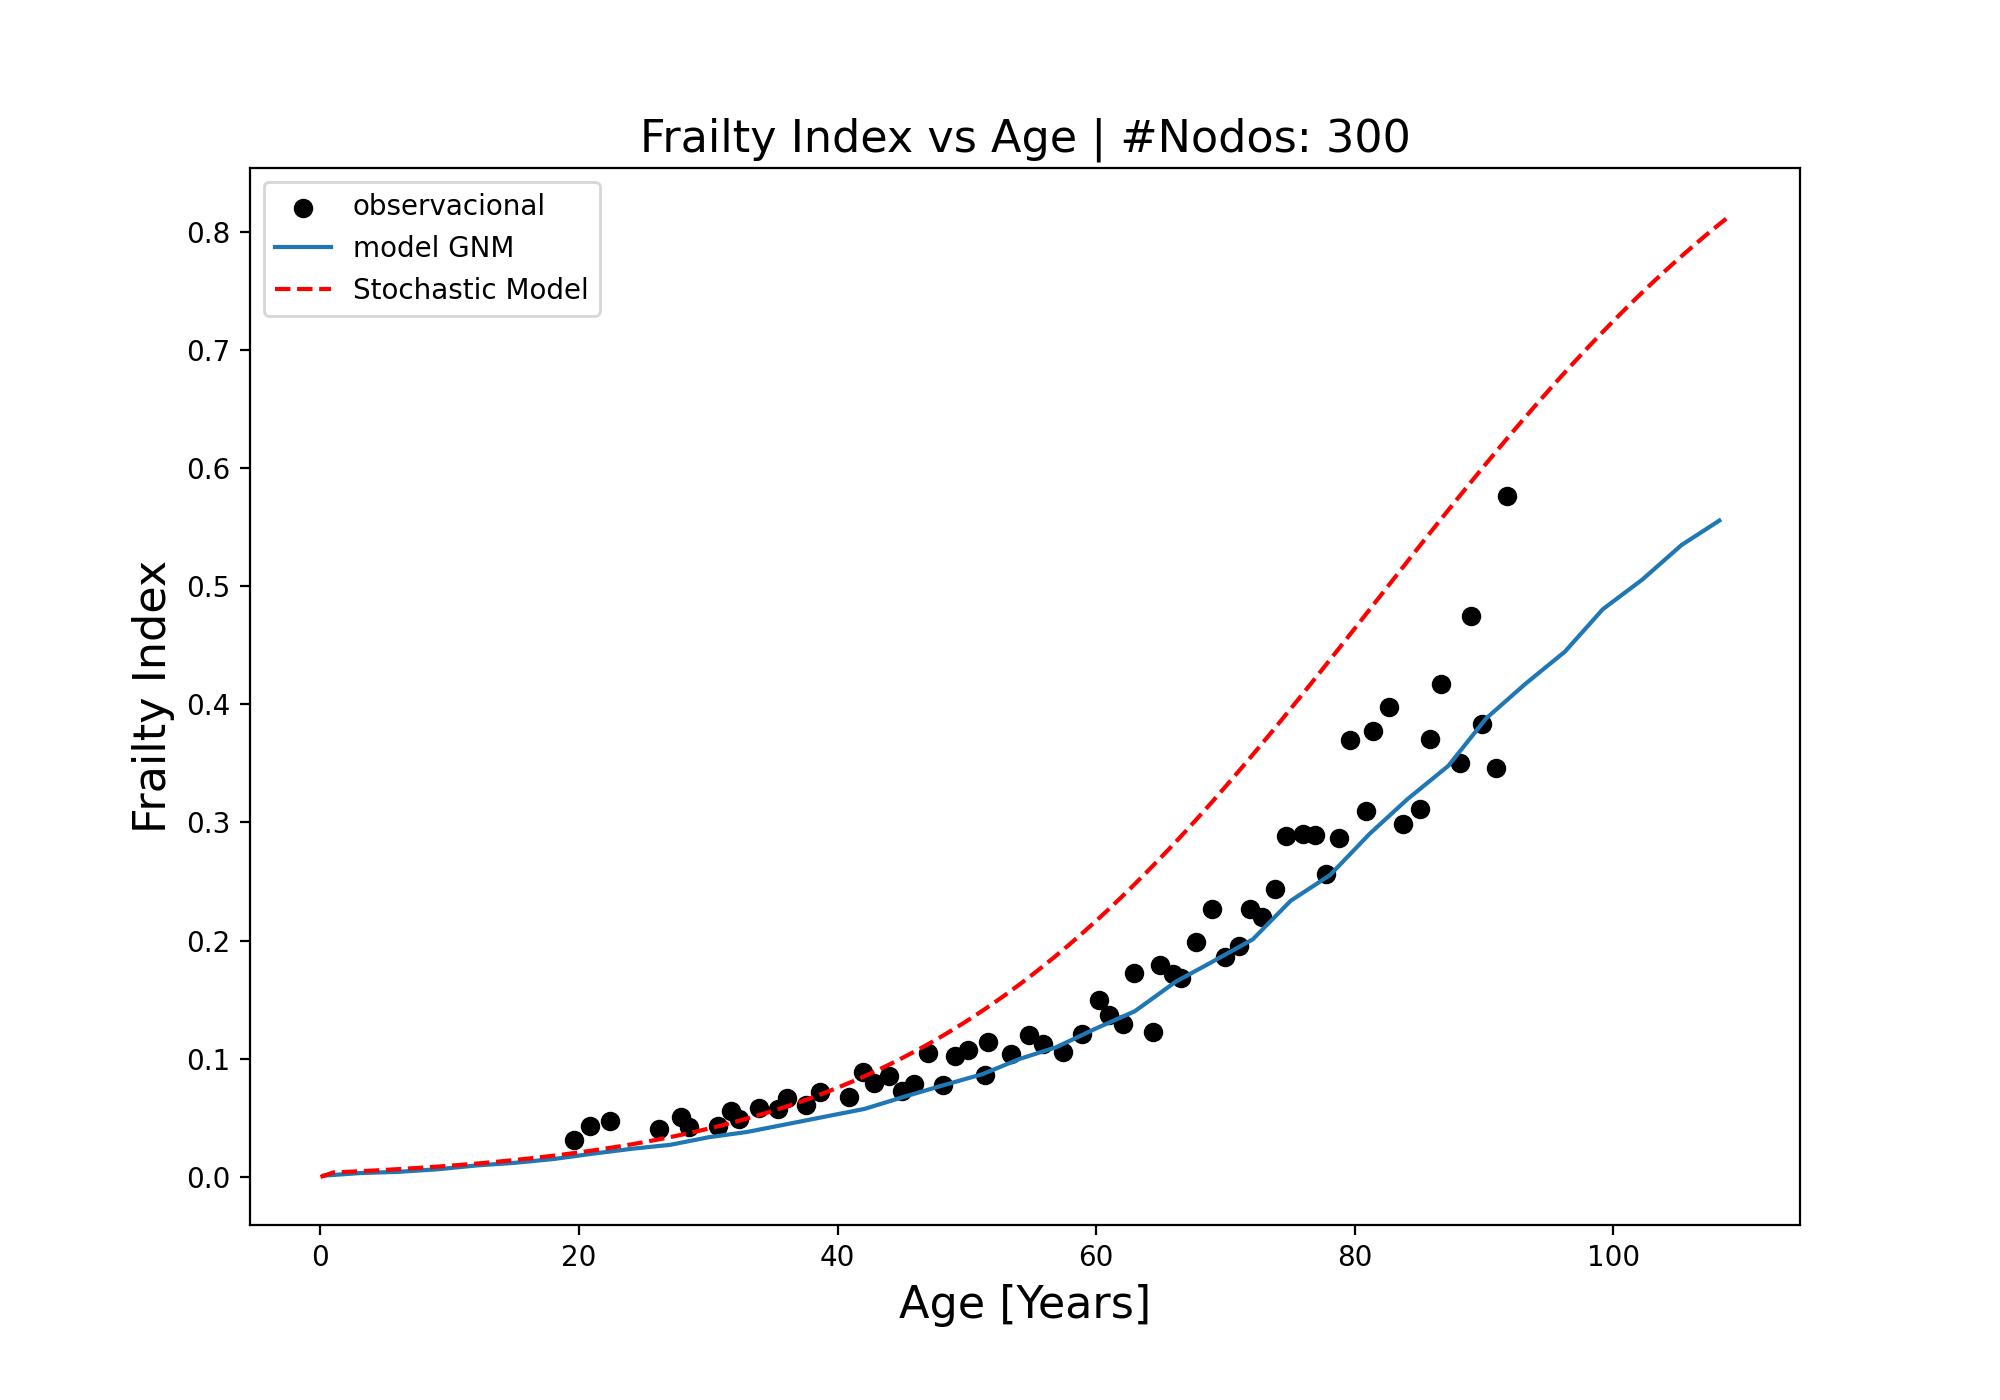 Frailty Index vs Age | #Nodos: 300
observacional
model GNM
Stochastic Model
0.8
0.7
0.6
0.5
0.4
0.3
0.2
0.1
0.0
Frailty Index
0 20 40 60 80 100
Age [Years]